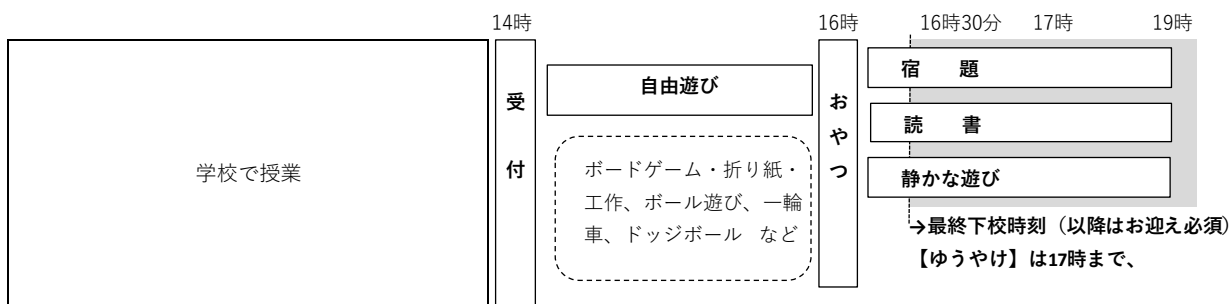 14時
16時
16時30分
17時
19時
学校で授業
受付
自由遊び
ボードゲーム・折り紙・
工作、ボール遊び、一輪
車、ドッジボール　など
おやつ
宿　　題
読　　書
静かな遊び
→最終下校時刻（以降はお迎え必須）
【ゆうやけ】は17時まで、